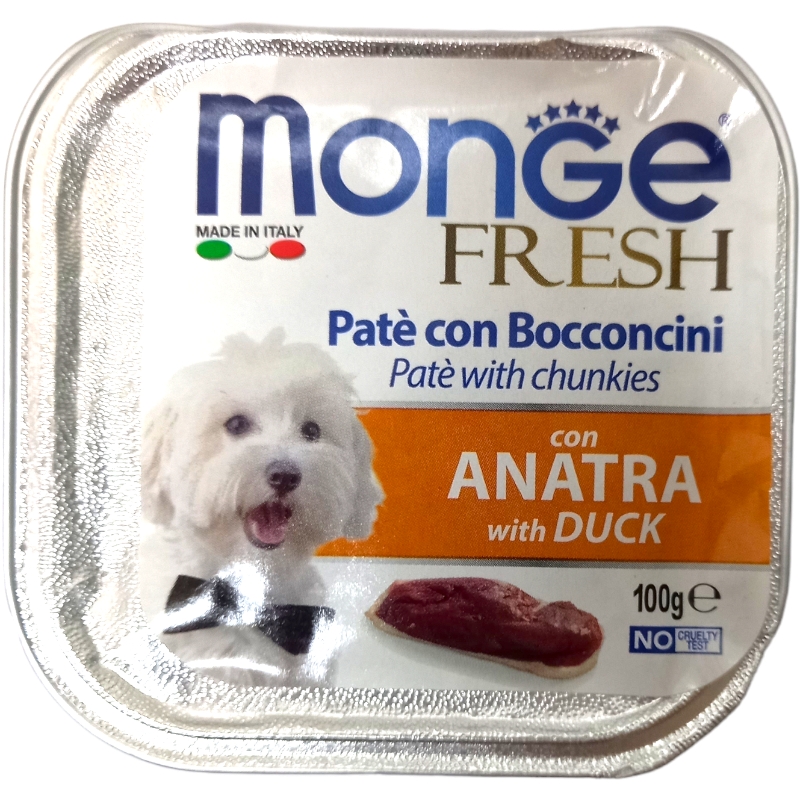 monGe®
MADE IN ITALY
FRESH
Patè con Bocconcini
Patè with chunkies
con
ANATRA
with DUCK
100g ℮
NO CRUELTY
TEST